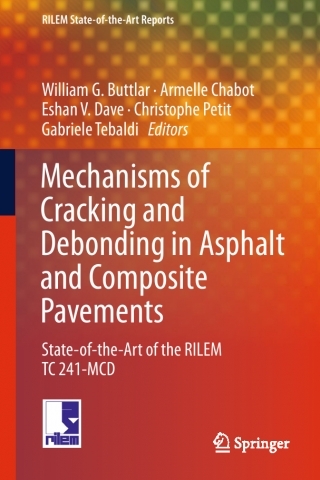 RILEM State-of-the-Art Reports
William G. Buttlar · Armelle Chabot
Eshan V. Dave · Christophe Petit
Gabriele Tebaldi Editors
Mechanisms of
Cracking and
Debonding in Asphalt
and Composite
Pavements
State-of-the-Art of the RILEM
TC 241-MCD
rilem
Springer